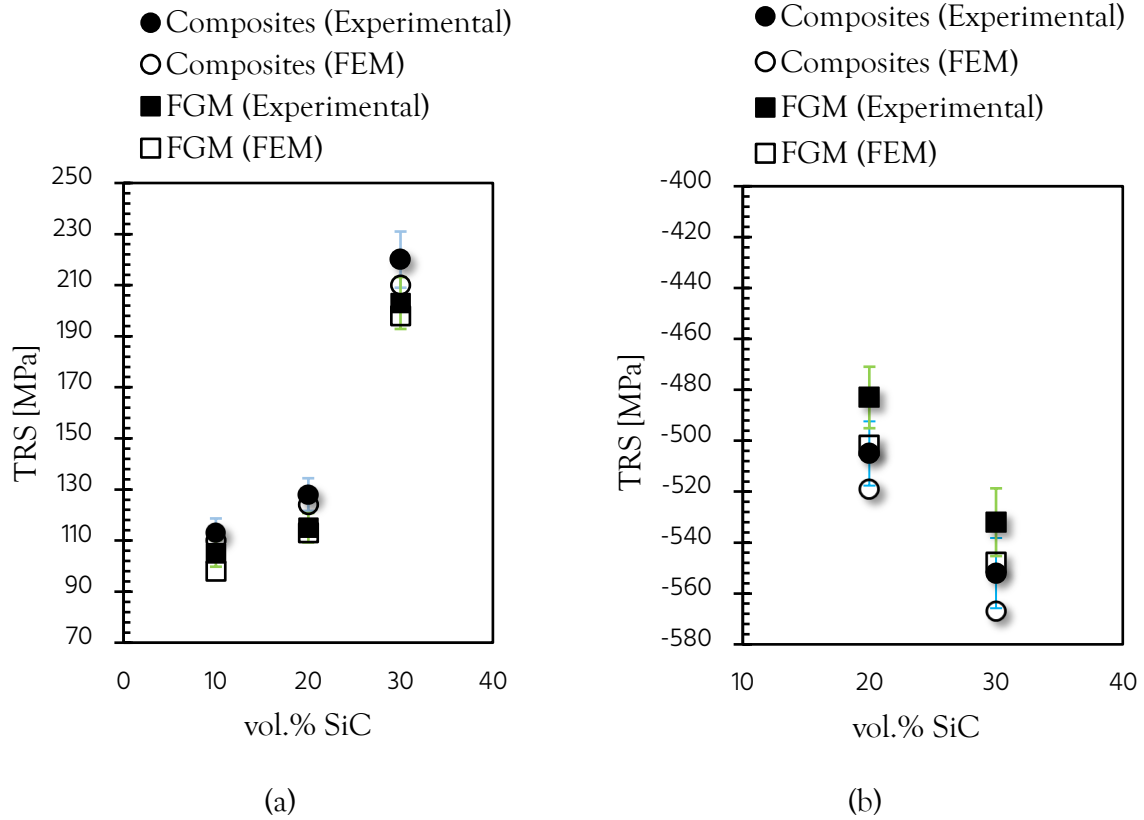 Composites (Experimental)
Composites (FEM)
FGM (Experimental)
FGM (FEM)
TRS [MPa]
250
230
210
190
170
150
130
110
90
70
0 10 20 30 40
vol.% SiC
(a)
Composites (Experimental)
Composites (FEM)
FGM (Experimental)
FGM (FEM)
TRS [MPa]
-400
-420
-440
-460
-480
-500
-520
-540
-560
-580
10 20 30 40
vol.% SiC
(b)